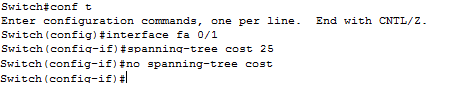 Switch#conf t
Enter configuration commands, one per line.  End with CNTL/Z.
Switch(config)#interface fa 0/1
Switch(config-if)#spanning-tree cost 25
Switch(config-if)#no spanning-tree cost
Switch(config-if)#